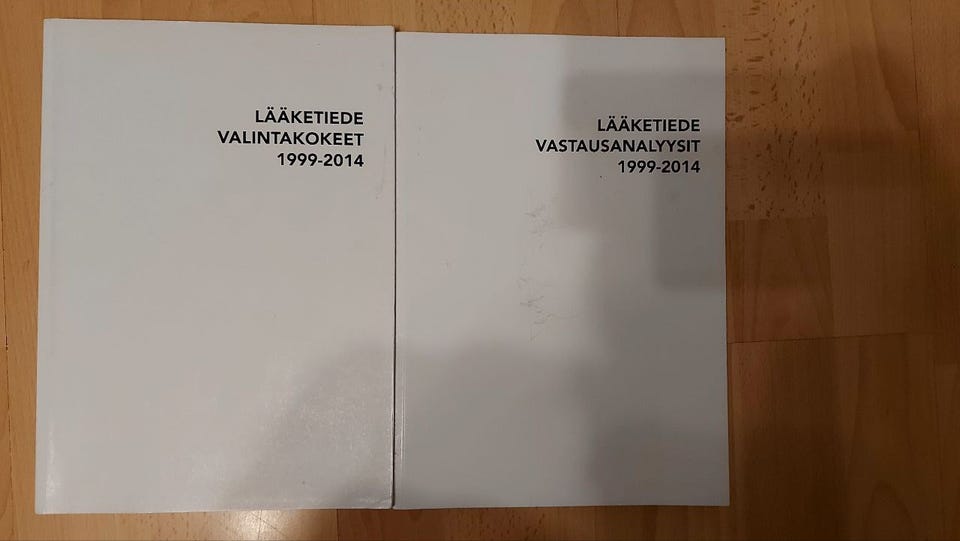 LÄÄKETIEDE
VALINTAKOKEET
1999-2014
LÄÄKETIEDE
VASTAUSANALYYSIT
1999-2014